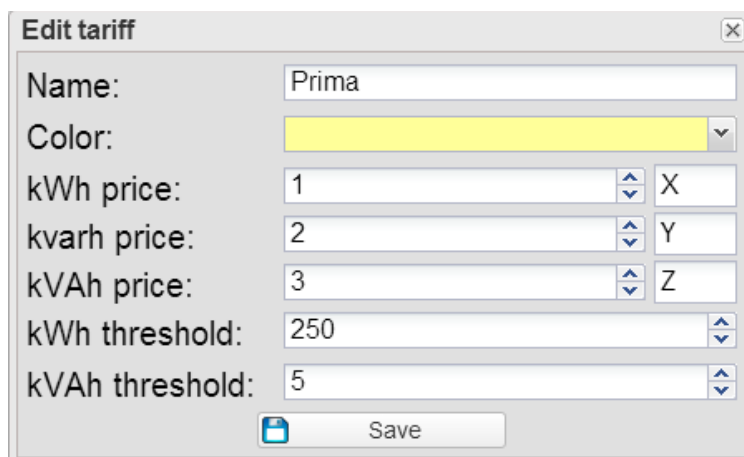 Edit tariff
Name: Prima
Color:
kWh price: 1 X
kvarh price: 2 Y
kVAh price: 3 Z
kWh threshold: 250
kVAh threshold: 5
Save